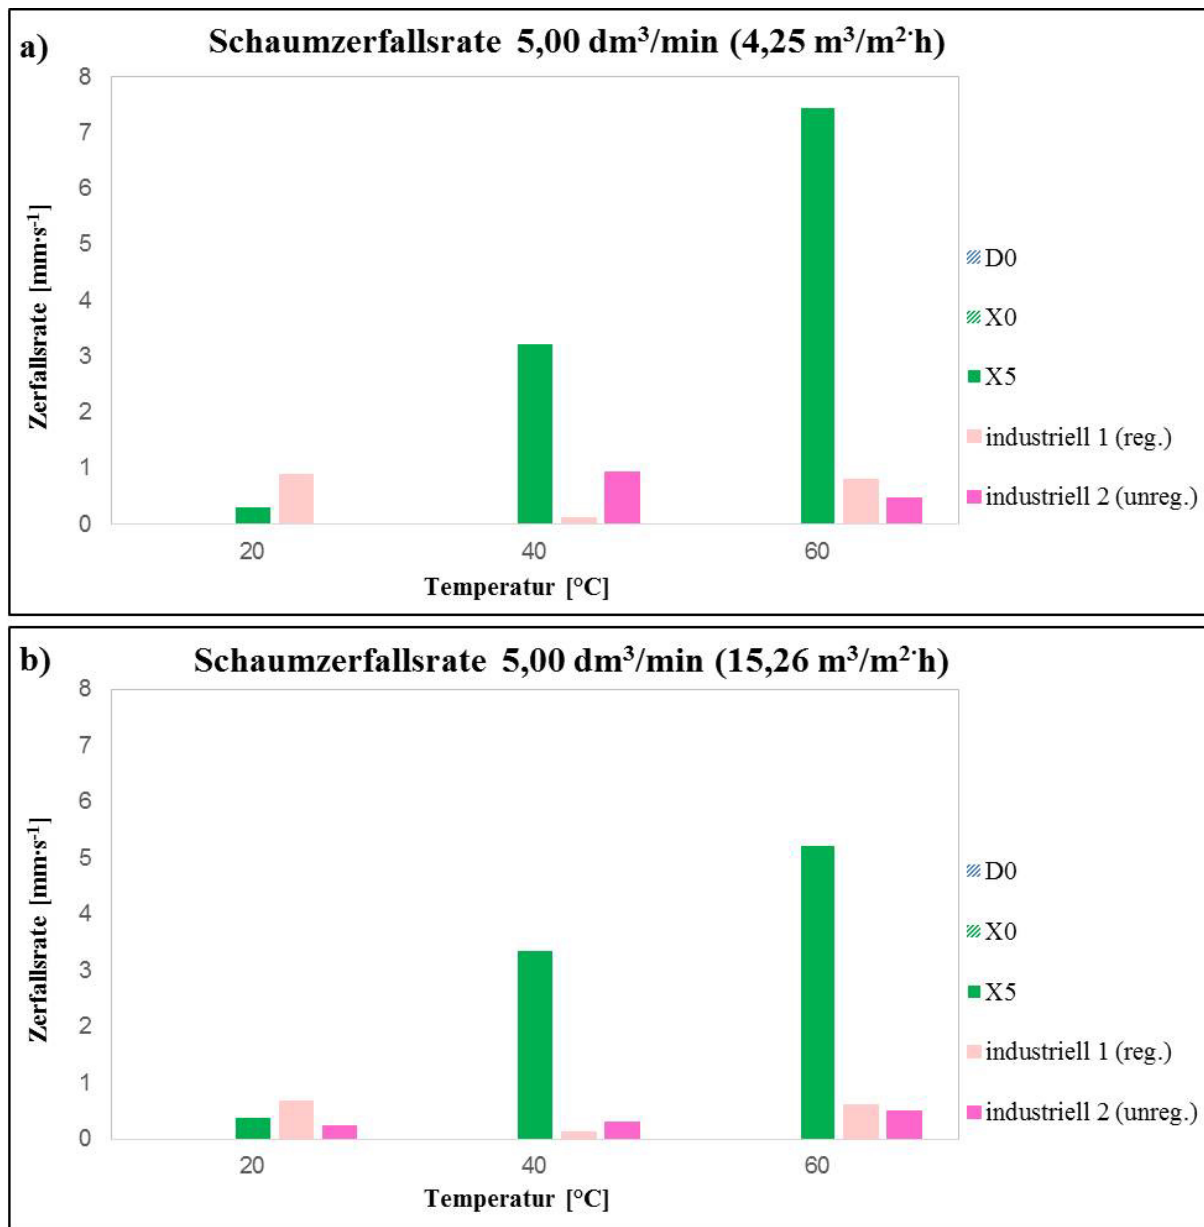 a)
Schaumzerfallsrate 5,00 dm³/min (4,25 m³/m²·h)
8
7
6
5
4
3
2
1
0
Zerfallsrate [mm·s⁻¹]
20
40
60
Temperatur [°C]
D0
X0
X5
industriell 1 (reg.)
industriell 2 (unreg.)
b)
Schaumzerfallsrate 5,00 dm³/min (15,26 m³/m²·h)
8
7
6
5
4
3
2
1
0
Zerfallsrate [mm·s⁻¹]
20
40
60
Temperatur [°C]
D0
X0
X5
industriell 1 (reg.)
industriell 2 (unreg.)